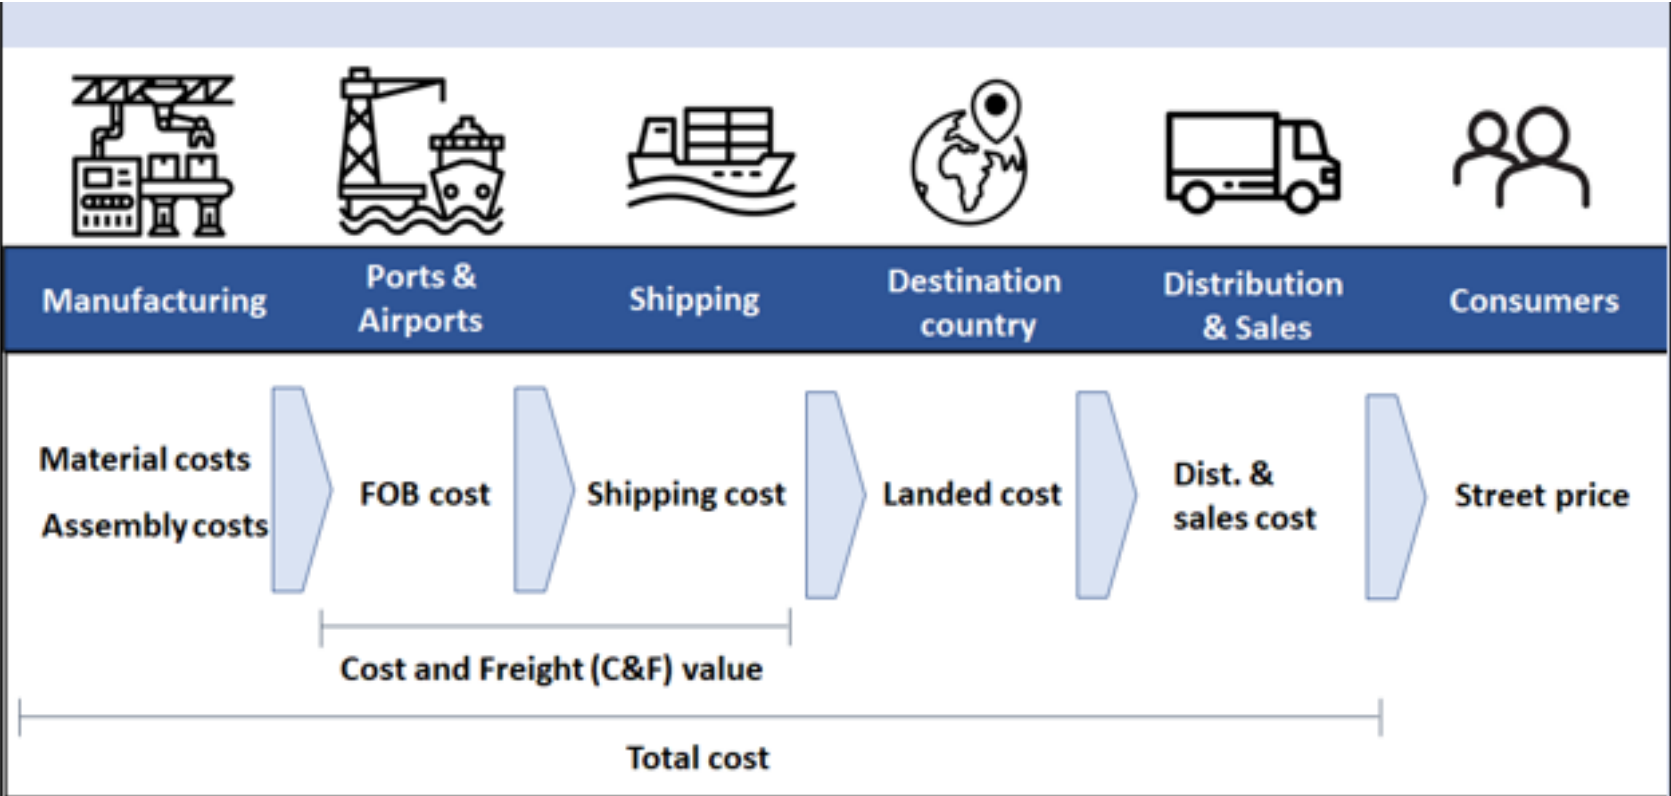 Manufacturing
Ports &
Airports
Shipping
Destination
country
Distribution
& Sales
Consumers
Material costs
Assembly costs
FOB cost
Shipping cost
Landed cost
Dist. &
sales cost
Street price
Cost and Freight (C&F) value
Total cost